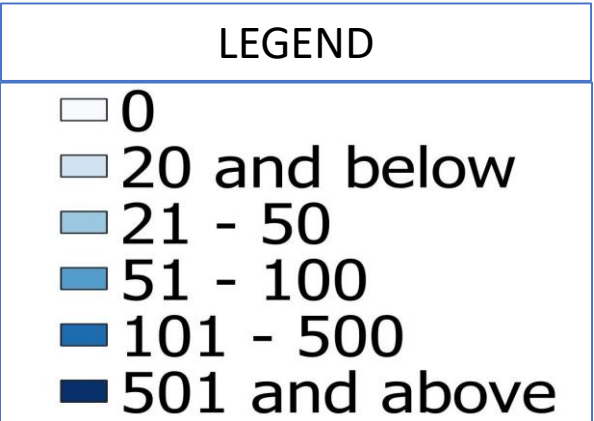 LEGEND
0
20 and below
21 - 50
51 - 100
101 - 500
501 and above